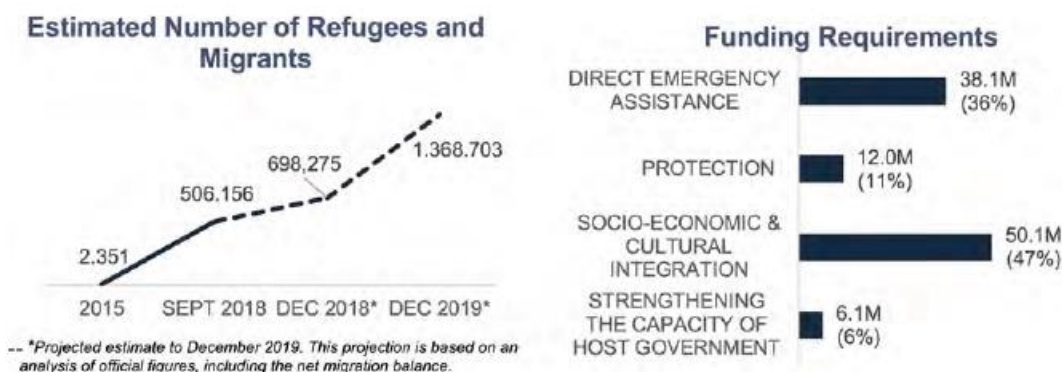 Estimated Number of Refugees and
Migrants
698,275
1.368.703
506.156
2.351
2015
SEPT 2018
DEC 2018*
DEC 2019*
-- *Projected estimate to December 2019. This projection is based on an
analysis of official figures, including the net migration balance.
Funding Requirements
DIRECT EMERGENCY
ASSISTANCE
38.1M
(36%)
PROTECTION
12.0M
(11%)
SOCIO-ECONOMIC &
CULTURAL
INTEGRATION
50.1M
(47%)
STRENGTHENING
THE CAPACITY OF
HOST GOVERNMENT
6.1M
(6%)